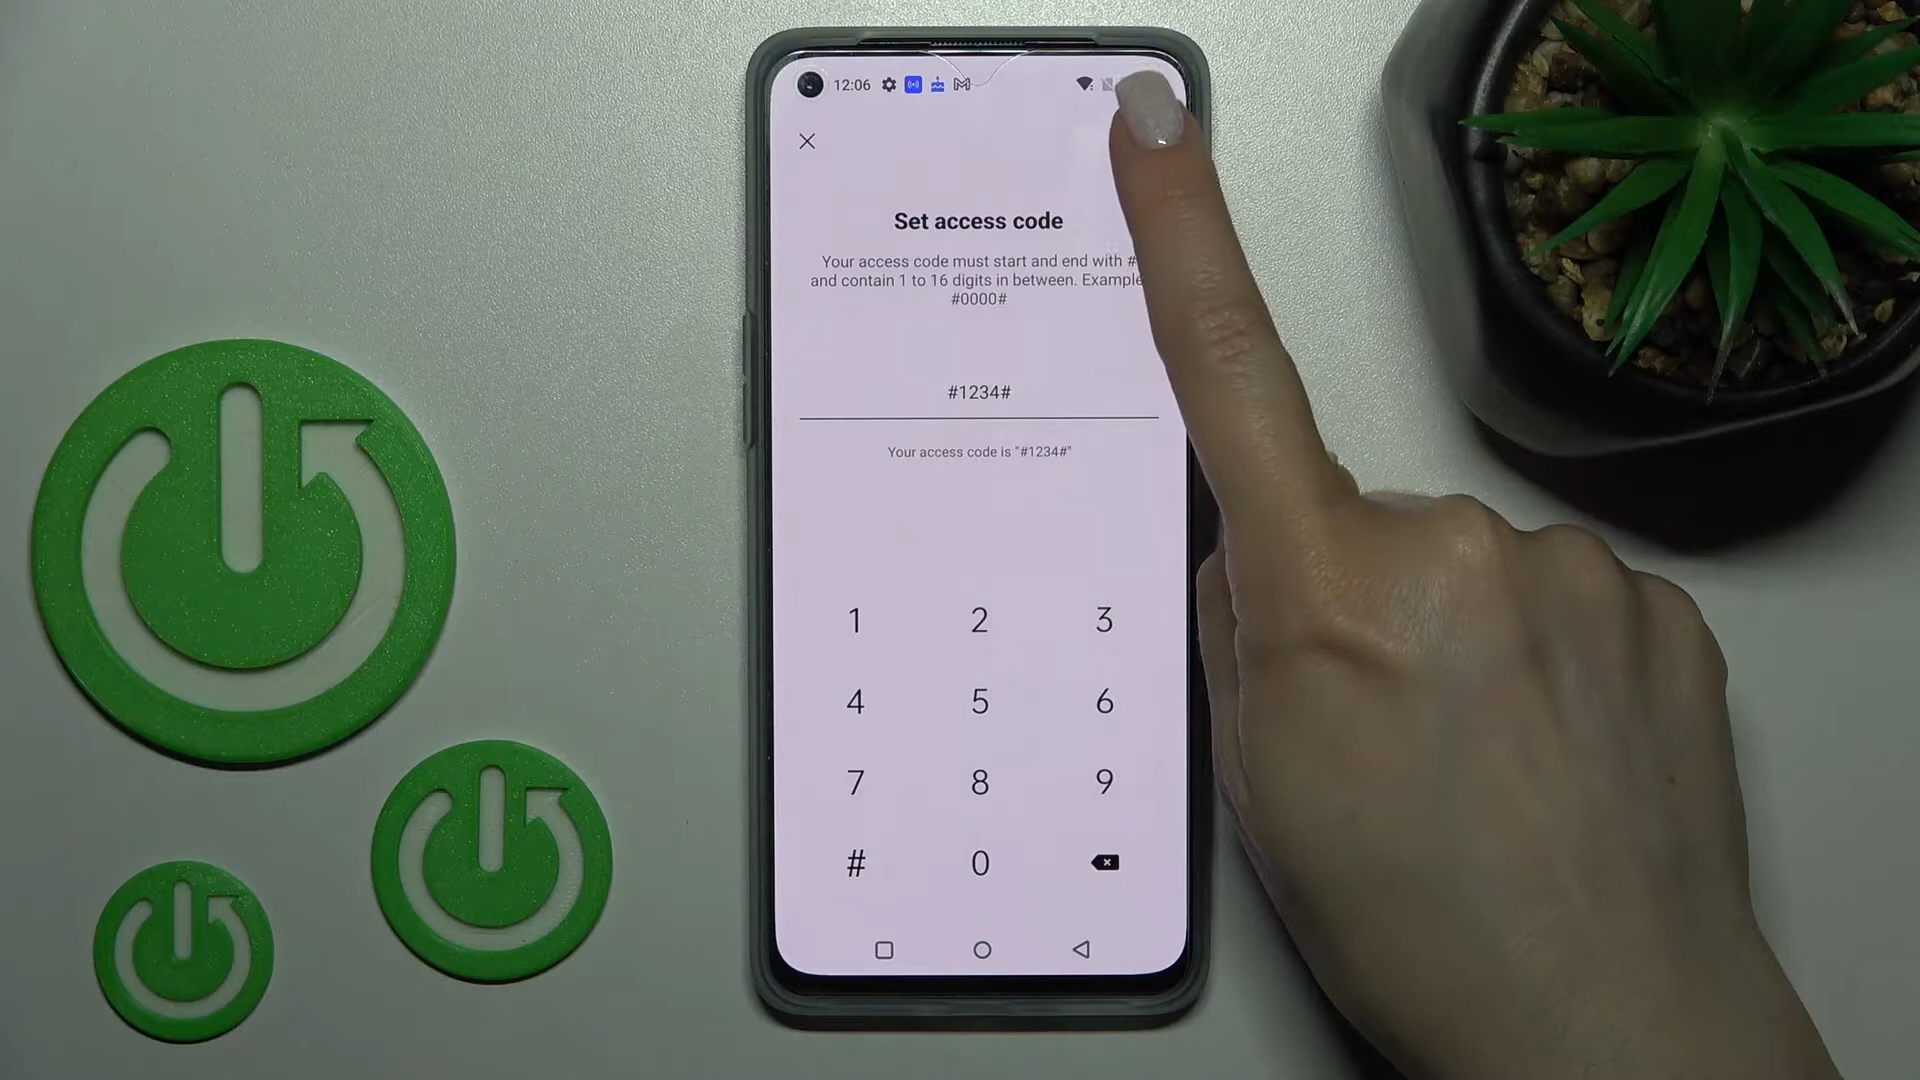 12:06
Set access code
Your access code must start and end with #
and contain 1 to 16 digits in between. Example
#0000#
#1234#
Your access code is "#1234#"
1 2 3
4 5 6
7 8 9
# 0